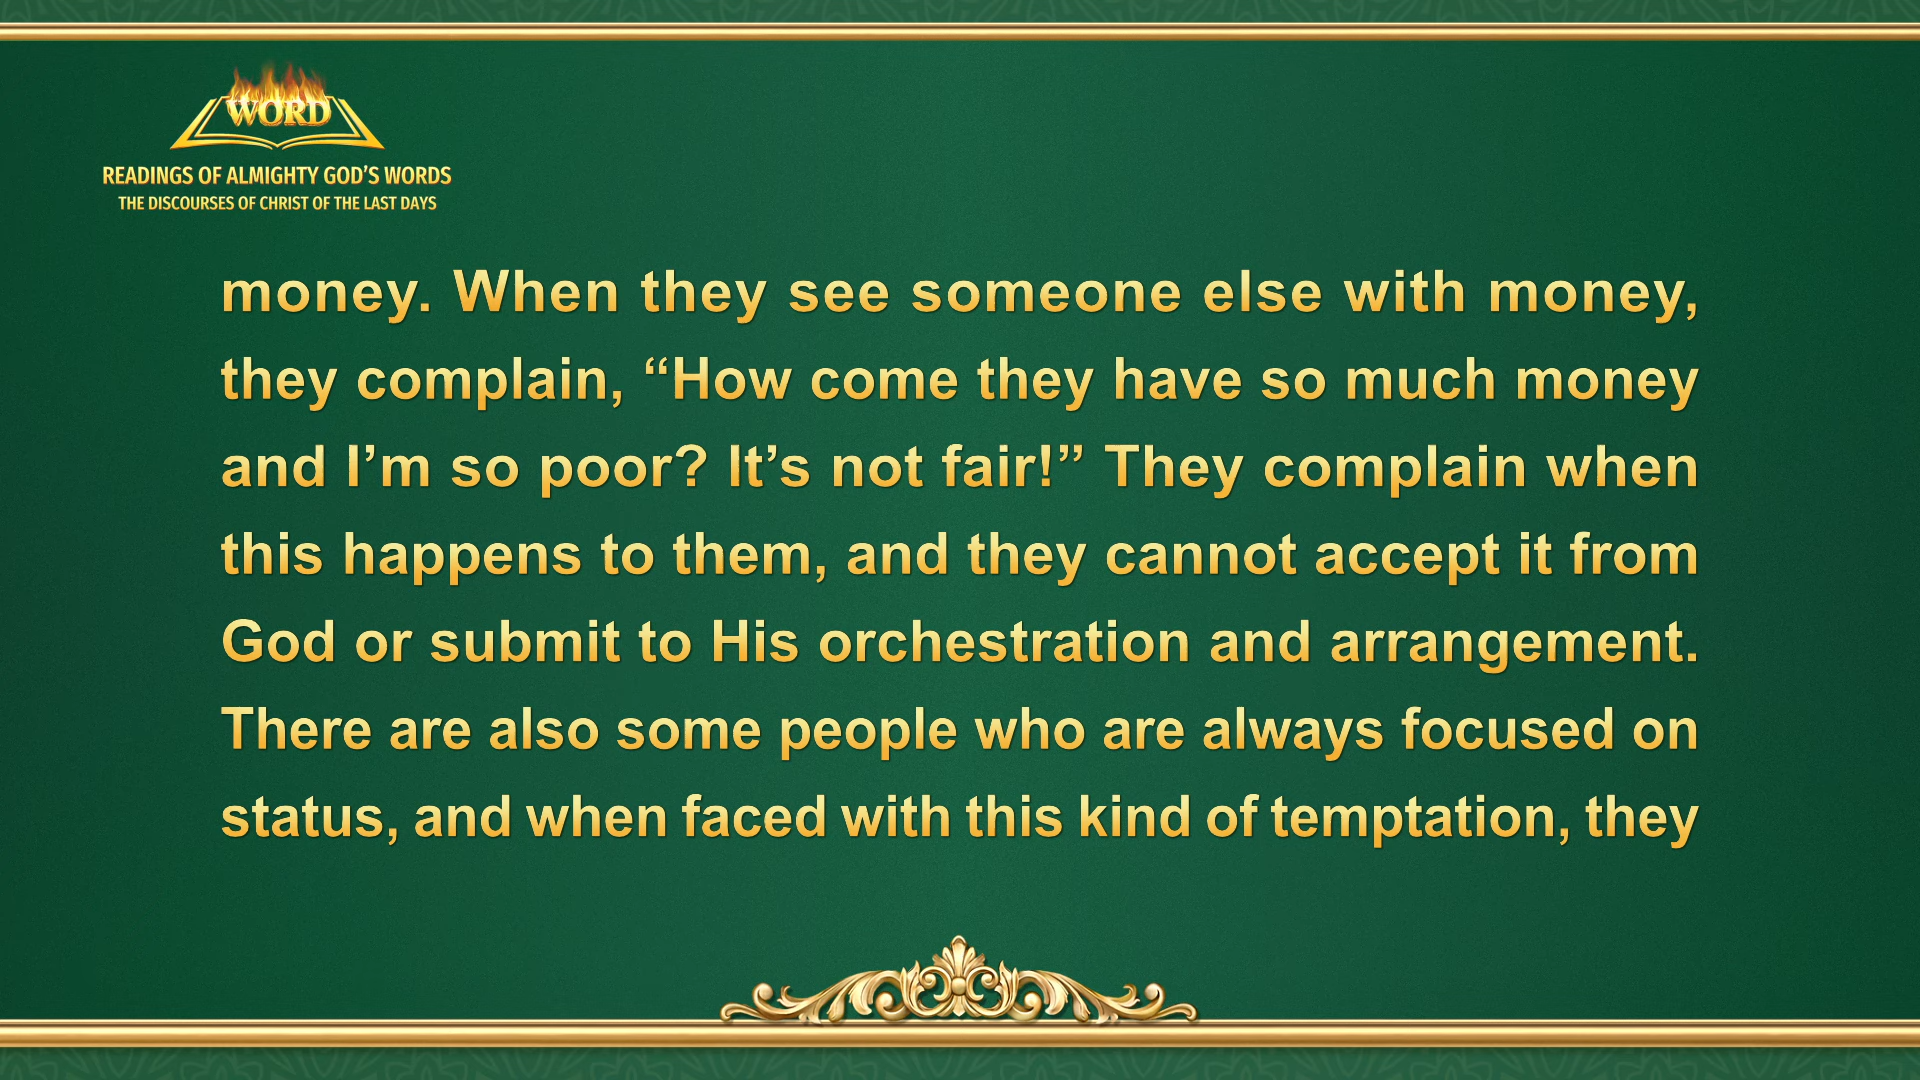 WORD
READINGS OF ALMIGHTY GOD’S WORDS
THE DISCOURSES OF CHRIST OF THE LAST DAYS
money. When they see someone else with money,
they complain, “How come they have so much money
and I’m so poor? It’s not fair!” They complain when
this happens to them, and they cannot accept it from
God or submit to His orchestration and arrangement.
There are also some people who are always focused on
status, and when faced with this kind of temptation, they